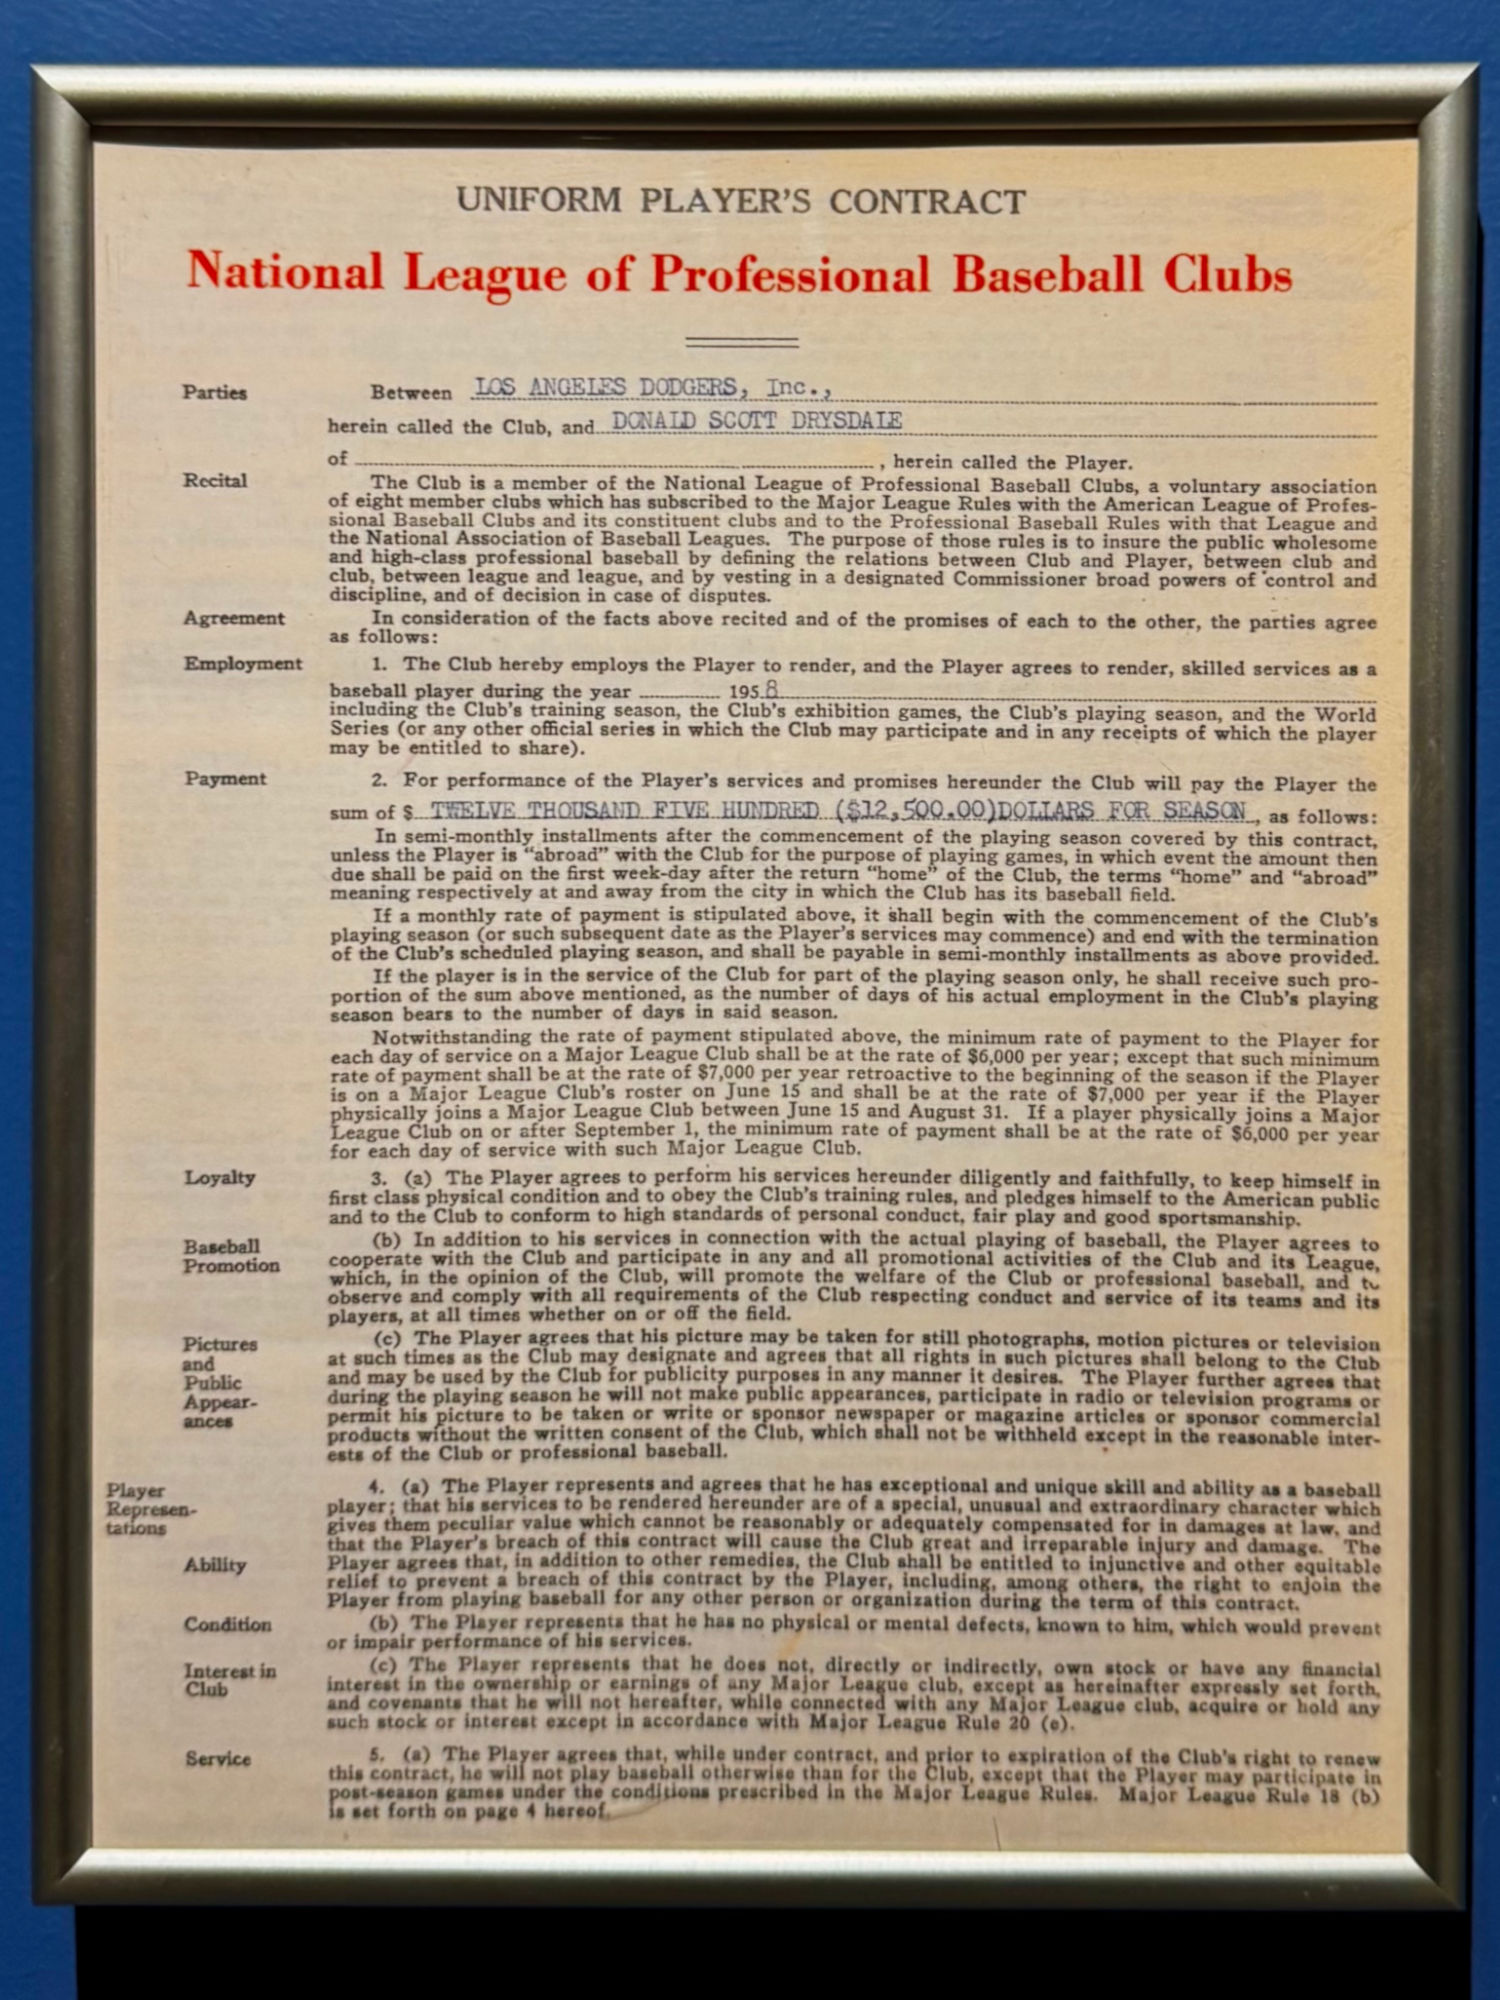 UNIFORM PLAYER'S CONTRACT
National League of Professional Baseball Clubs
Parties Between LOS ANGELES DODGERS, Inc.,
herein called the Club, and DONALD SCOTT DRYSDALE
of , herein called the Player.
Recital The Club is a member of the National League of Professional Baseball Clubs, a voluntary association
of eight member clubs which has subscribed to the Major League Rules with the American League of Profes-
sional Baseball Clubs and its constituent clubs and to the Professional Baseball Rules with that League and
the National Association of Baseball Leagues. The purpose of those rules is to insure the public wholesome
and high-class professional baseball by defining the relations between Club and Player, between club and
club, between league and league, and by vesting in a designated Commissioner broad powers of control and
discipline, and of decision in case of disputes.
Agreement In consideration of the facts above recited and of the promises of each to the other, the parties agree
as follows:
Employment 1. The Club hereby employs the Player to render, and the Player agrees to render, skilled services as a
baseball player during the year 1958
including the Club's training season, the Club's exhibition games, the Club's playing season, and the World
Series (or any other official series in which the Club may participate and in any receipts of which the player
may be entitled to share).
Payment 2. For performance of the Player's services and promises hereunder the Club will pay the Player the
sum of $ TWELVE THOUSAND FIVE HUNDRED ($12,500.00)DOLLARS FOR SEASON , as follows:
In semi-monthly installments after the commencement of the playing season covered by this contract,
unless the Player is "abroad" with the Club for the purpose of playing games, in which event the amount then
due shall be paid on the first week-day after the return "home" of the Club, the terms "home" and "abroad"
meaning respectively at and away from the city in which the Club has its baseball field.
If a monthly rate of payment is stipulated above, it shall begin with the commencement of the Club's
playing season (or such subsequent date as the Player's services may commence) and end with the termination
of the Club's scheduled playing season, and shall be payable in semi-monthly installments as above provided.
If the player is in the service of the Club for part of the playing season only, he shall receive such pro-
portion of the sum above mentioned, as the number of days of his actual employment in the Club's playing
season bears to the number of days in said season.
Notwithstanding the rate of payment stipulated above, the minimum rate of payment to the Player for
each day of service on a Major League Club shall be at the rate of $6,000 per year; except that such minimum
rate of payment shall be at the rate of $7,000 per year retroactive to the beginning of the season if the Player
is on a Major League Club's roster on June 15 and shall be at the rate of $7,000 per year if the Player
physically joins a Major League Club between June 15 and August 31. If a player physically joins a Major
League Club on or after September 1, the minimum rate of payment shall be at the rate of $6,000 per year
for each day of service with such Major League Club.
Loyalty 3. (a) The Player agrees to perform his services hereunder diligently and faithfully, to keep himself in
first class physical condition and to obey the Club's training rules, and pledges himself to the American public
and to the Club to conform to high standards of personal conduct, fair play and good sportsmanship.
Baseball (b) In addition to his services in connection with the actual playing of baseball, the Player agrees to
Promotion cooperate with the Club and participate in any and all promotional activities of the Club and its League,
which, in the opinion of the Club, will promote the welfare of the Club or professional baseball, and to
observe and comply with all requirements of the Club respecting conduct and service of its teams and its
players, at all times whether on or off the field.
Pictures (c) The Player agrees that his picture may be taken for still photographs, motion pictures or television
and at such times as the Club may designate and agrees that all rights in such pictures shall belong to the Club
Public and may be used by the Club for publicity purposes in any manner it desires. The Player further agrees that
Appear- during the playing season he will not make public appearances, participate in radio or television programs or
ances permit his picture to be taken or write or sponsor newspaper or magazine articles or sponsor commercial
products without the written consent of the Club, which shall not be withheld except in the reasonable inter-
ests of the Club or professional baseball.
Player 4. (a) The Player represents and agrees that he has exceptional and unique skill and ability as a baseball
Represen- player; that his services to be rendered hereunder are of a special, unusual and extraordinary character which
tations gives them peculiar value which cannot be reasonably or adequately compensated for in damages at law, and
that the Player's breach of this contract will cause the Club great and irreparable injury and damage. The
Ability Player agrees that, in addition to other remedies, the Club shall be entitled to injunctive and other equitable
relief to prevent a breach of this contract by the Player, including, among others, the right to enjoin the
Player from playing baseball for any other person or organization during the term of this contract.
Condition (b) The Player represents that he has no physical or mental defects, known to him, which would prevent
or impair performance of his services.
Interest in (c) The Player represents that he does not, directly or indirectly, own stock or have any financial
Club interest in the ownership or earnings of any Major League club, except as hereinafter expressly set forth,
and covenants that he will not hereafter, while connected with any Major League club, acquire or hold any
such stock or interest except in accordance with Major League Rule 20 (e).
Service 5. (a) The Player agrees that, while under contract, and prior to expiration of the Club's right to renew
this contract, he will not play baseball otherwise than for the Club, except that the Player may participate in
post-season games under the conditions prescribed in the Major League Rules. Major League Rule 18 (b)
is set forth on page 4 hereof.